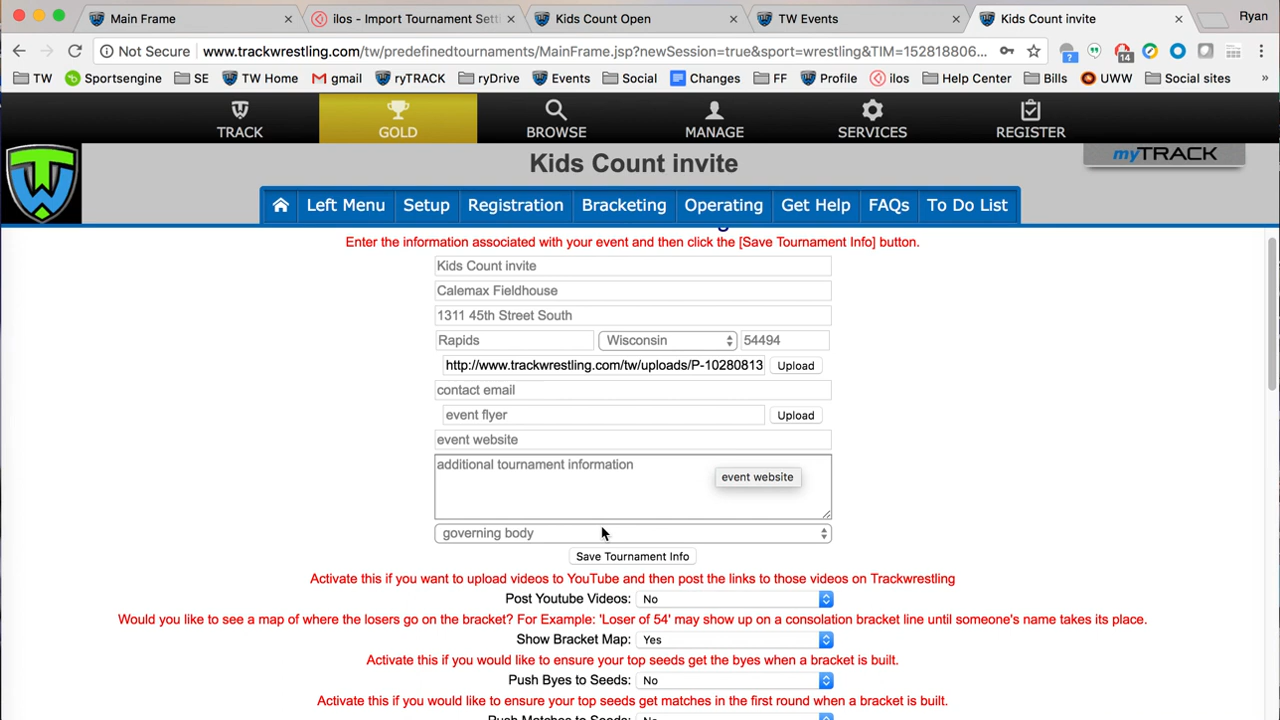 Main Frame
ilos - Import Tournament Setti
Kids Count Open
TW Events
Kids Count invite
Ryan
Not Secure www.trackwrestling.com/tw/predefinedtournaments/MainFrame.jsp?newSession=true&sport=wrestling&TIM=152818806...
?
14
TW Sportsengine SE TW Home gmail ryTRACK ryDrive Events Social Changes FF Profile ilos Help Center Bills UWW Social sites »
TRACK GOLD BROWSE MANAGE SERVICES REGISTER
Kids Count invite
myTRACK
Left Menu Setup Registration Bracketing Operating Get Help FAQs To Do List
Enter the information associated with your event and then click the [Save Tournament Info] button.
Kids Count invite
Calemax Fieldhouse
1311 45th Street South
Rapids Wisconsin 54494
http://www.trackwrestling.com/tw/uploads/P-10280813 Upload
contact email
event flyer Upload
event website
additional tournament information
event website
governing body
Save Tournament Info
Activate this if you want to upload videos to YouTube and then post the links to those videos on Trackwrestling
Post Youtube Videos: No
Would you like to see a map of where the losers go on the bracket? For Example: 'Loser of 54' may show up on a consolation bracket line until someone's name takes its place.
Show Bracket Map: Yes
Activate this if you would like to ensure your top seeds get the byes when a bracket is built.
Push Byes to Seeds: No
Activate this if you would like to ensure your top seeds get matches in the first round when a bracket is built.
Push Matches to Seeds: No